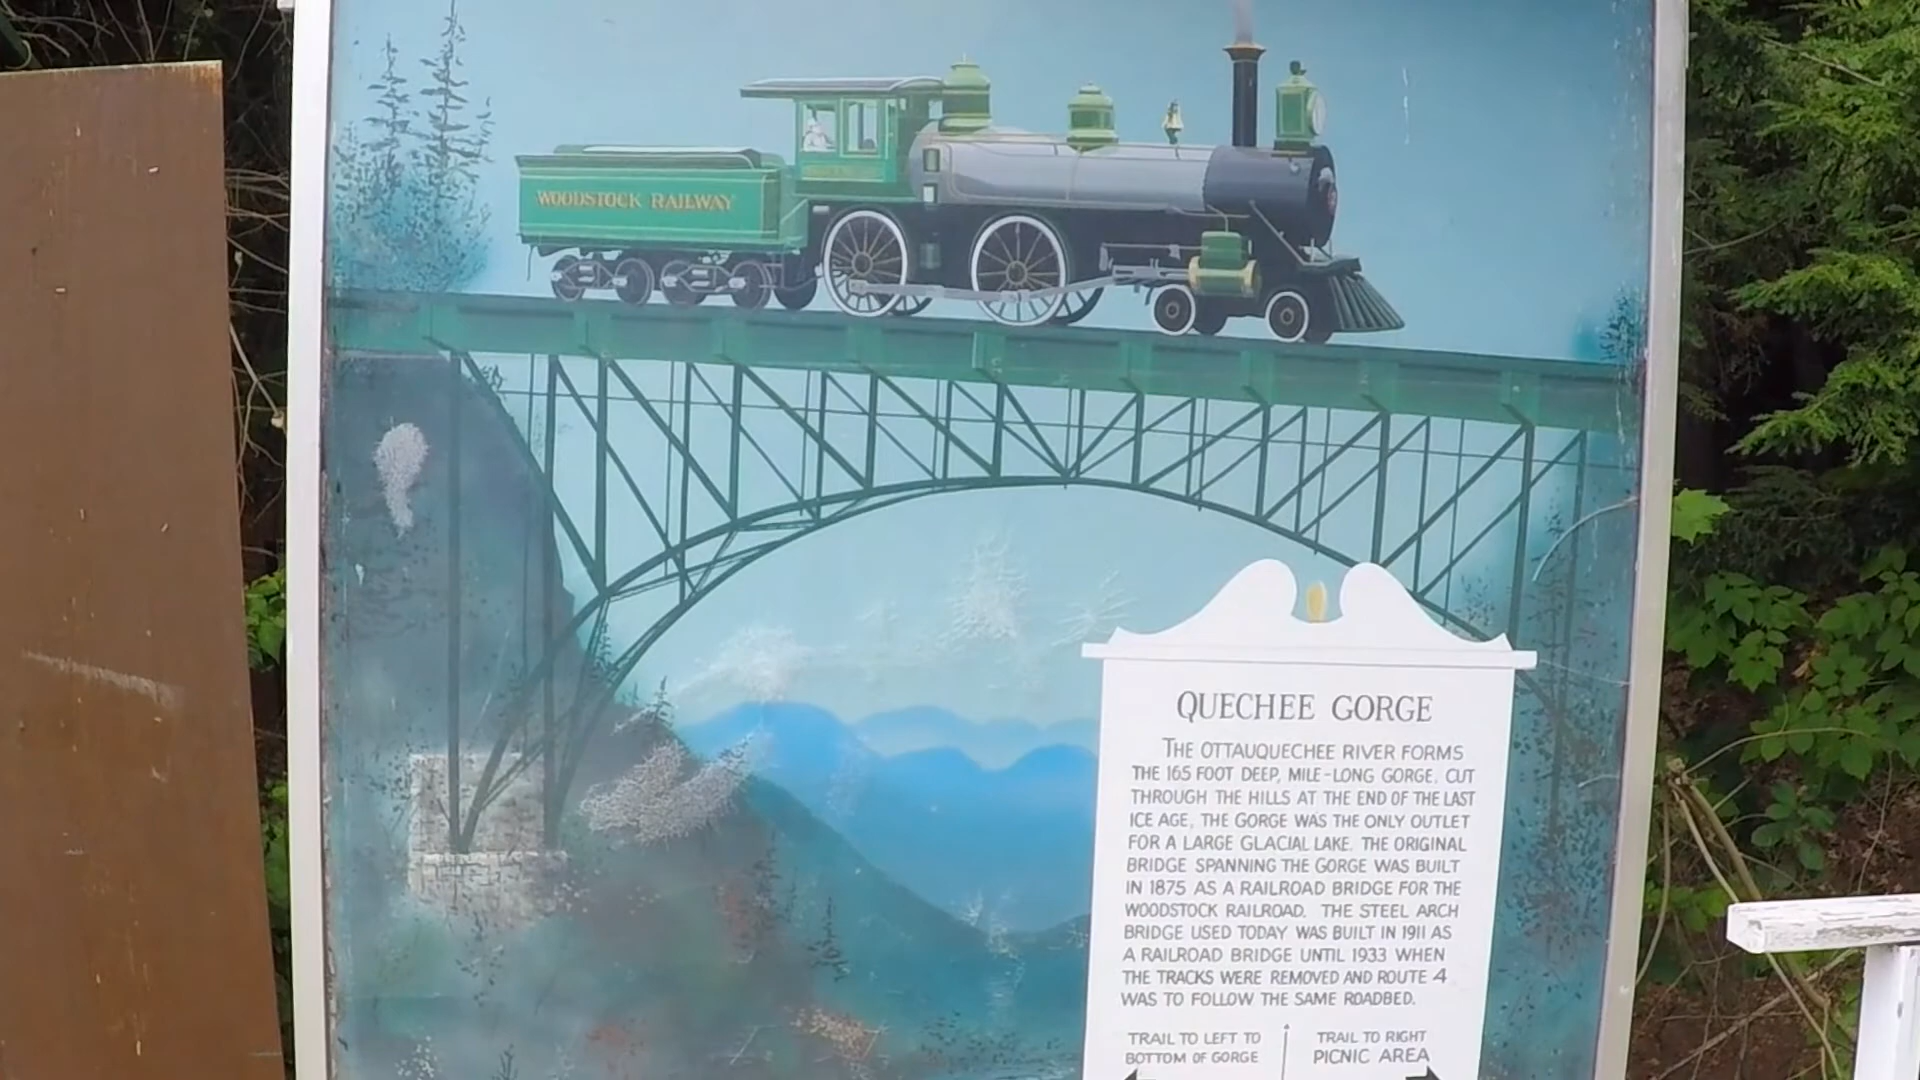 WOODSTOCK RAILWAY
QUECHEE GORGE
THE OTTAUQUECHEE RIVER FORMS
THE 165 FOOT DEEP, MILE-LONG GORGE. CUT
THROUGH THE HILLS AT THE END OF THE LAST
ICE AGE, THE GORGE WAS THE ONLY OUTLET
FOR A LARGE GLACIAL LAKE. THE ORIGINAL
BRIDGE SPANNING THE GORGE WAS BUILT
IN 1875 AS A RAILROAD BRIDGE FOR THE
WOODSTOCK RAILROAD. THE STEEL ARCH
BRIDGE USED TODAY WAS BUILT IN 1911 AS
A RAILROAD BRIDGE UNTIL 1933 WHEN
THE TRACKS WERE REMOVED AND ROUTE 4
WAS TO FOLLOW THE SAME ROADBED.
TRAIL TO LEFT TO
BOTTOM OF GORGE
TRAIL TO RIGHT
PICNIC AREA